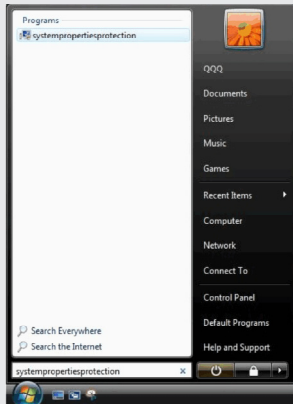 Programs
systempropertiesprotection
QQQ
Documents
Pictures
Music
Games
Recent Items
Computer
Network
Connect To
Control Panel
Default Programs
Help and Support
Search Everywhere
Search the Internet
systempropertiesprotection